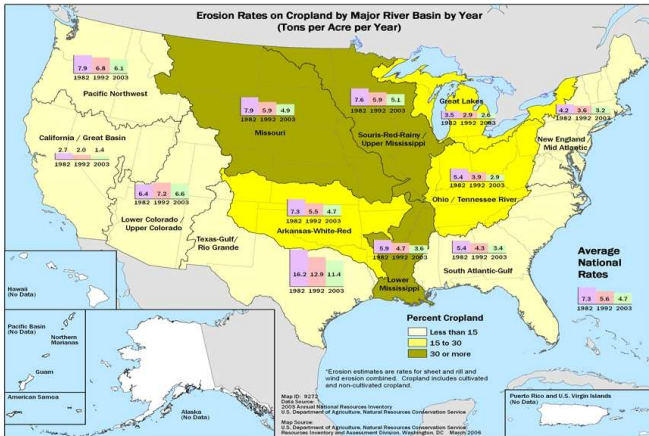 Erosion Rates on Cropland by Major River Basin by Year
(Tons per Acre per Year)
7.9 6.8 6.1
1982 1992 2003
Pacific Northwest
7.9 5.9 4.9
1982 1992 2003
Missouri
7.6 5.9 5.1
1982 1992 2003
Souris-Red-Rainy /
Upper Mississippi
Great Lakes
3.5 2.9 2.6
1982 1992 2003
4.2 3.6 3.2
1982 1992 2003
New England
Mid Atlantic
California / Great Basin
2.7 2.0 1.4
1982 1992 2003
6.4 7.2 6.6
1982 1992 2003
Lower Colorado /
Upper Colorado
5.4 3.9 2.9
1982 1992 2003
Ohio / Tennessee River
7.3 5.5 4.7
1982 1992 2003
Arkansas-White-Red
Texas-Gulf/
Rio Grande
16.2 12.9 11.4
1982 1992 2003
5.9 4.7 3.6
1982 1992 2003
Lower
Mississippi
5.4 4.3 3.4
1982 1992 2003
South Atlantic-Gulf
Average
National
Rates
7.3 5.6 4.7
1982 1992 2003
Hawaii
(No Data)
Pacific Basin
(No Data)
Northern
Marianas
Guam
American Samoa
Alaska
(No Data)
Percent Cropland
Less than 15
15 to 30
30 or more
*Erosion estimates are rates for sheet and rill and
wind erosion combined. Cropland includes cultivated
and non-cultivated cropland.
Map ID: 9272
Data Source:
2003 Annual National Resources Inventory
U.S. Department of Agriculture, Natural Resources Conservation Service
Map Source:
U.S. Department of Agriculture, Natural Resources Conservation Service
Resources Inventory and Assessment Division, Washington, DC March 2006
Puerto Rico and U.S. Virgin Islands
(No Data)